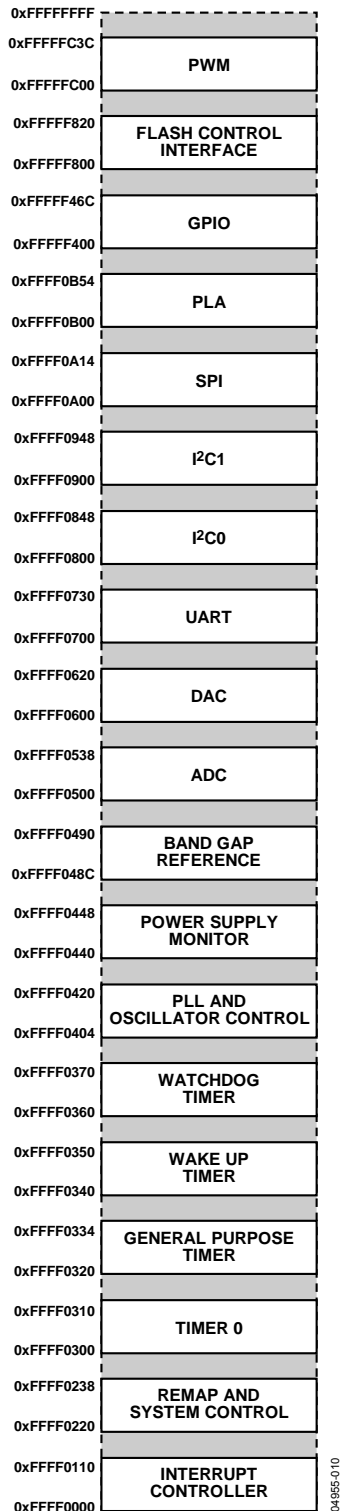 0xFFFFFFFF
0xFFFFFC3C
PWM
0xFFFFFC00
0xFFFFF820
FLASH CONTROL
INTERFACE
0xFFFFF800
0xFFFFF46C
GPIO
0xFFFFF400
0xFFFF0B54
PLA
0xFFFF0B00
0xFFFF0A14
SPI
0xFFFF0A00
0xFFFF0948
I²C1
0xFFFF0900
0xFFFF0848
I²C0
0xFFFF0800
0xFFFF0730
UART
0xFFFF0700
0xFFFF0620
DAC
0xFFFF0600
0xFFFF0538
ADC
0xFFFF0500
0xFFFF0490
BAND GAP
REFERENCE
0xFFFF048C
0xFFFF0448
POWER SUPPLY
MONITOR
0xFFFF0440
0xFFFF0420
PLL AND
OSCILLATOR CONTROL
0xFFFF0404
0xFFFF0370
WATCHDOG
TIMER
0xFFFF0360
0xFFFF0350
WAKE UP
TIMER
0xFFFF0340
0xFFFF0334
GENERAL PURPOSE
TIMER
0xFFFF0320
0xFFFF0310
TIMER 0
0xFFFF0300
0xFFFF0238
REMAP AND
SYSTEM CONTROL
0xFFFF0220
0xFFFF0110
INTERRUPT
CONTROLLER
0xFFFF0000
04955-010